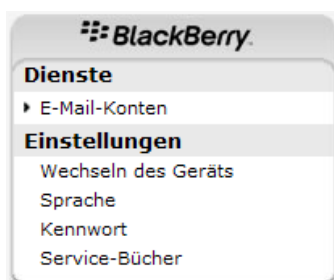 BlackBerry.
Dienste
E-Mail-Konten
Einstellungen
Wechseln des Geräts
Sprache
Kennwort
Service-Bücher